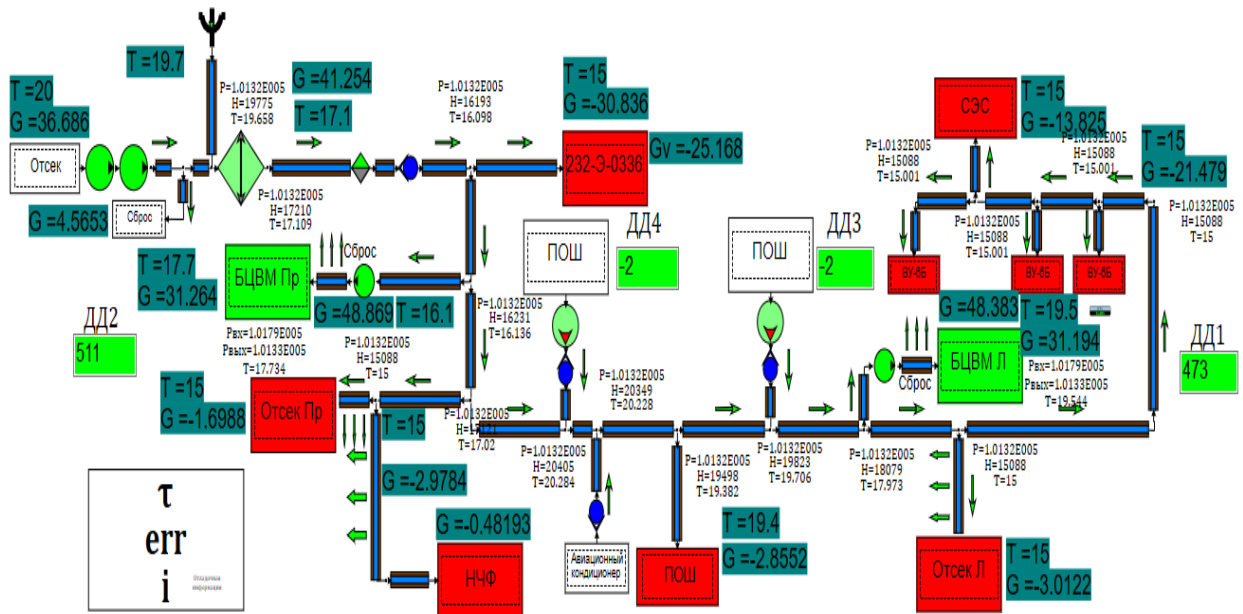 T =19.7
T =20
G =36.686
Отсек
Сброс
G =4.5653
P=1.0132E005
H=19775
T=19.658
G =41.254
T =17.1
P=1.0132E005
H=17210
T=17.109
P=1.0132E005
H=16193
T=16.098
T =15
G =-30.836
232-Э-0336
Gv =-25.168
T =17.7
G =31.264
БЦВМ Пр
Сброс
G =48.869
T =16.1
P=1.0132E005
H=16231
T=16.136
ДД2
511
Pвх=1.0179E005
Pвых=1.0133E005
T=17.734
P=1.0132E005
H=15088
T=15
T =15
G =-1.6988
Отсек Пр
T =15
G =-2.9784
G =-0.48193
НЧФ
τ
err
i
P=1.0132E005
T=17.02
ПОШ
ДД4
-2
P=1.0132E005
H=20349
T=20.228
P=1.0132E005
H=20405
T=20.284
Авиационный
кондиционер
P=1.0132E005
H=19498
T=19.382
ПОШ
T =19.4
G =-2.8552
ПОШ
ДД3
-2
P=1.0132E005
H=19823
T=19.706
P=1.0132E005
H=18079
T=17.973
P=1.0132E005
H=15088
T=15
Отсек Л
T =15
G =-3.0122
Сброс
БЦВМ Л
G =48.383
T =19.5
G =31.194
Pвх=1.0179E005
Pвых=1.0133E005
T=19.544
ДД1
473
СЭС
T =15
G =-13.825
P=1.0132E005
H=15088
T=15.001
P=1.0132E005
H=15088
T=15.001
P=1.0132E005
H=15088
T=15.001
T =15
G =-21.479
P=1.0132E005
H=15088
T=15
ВУ-6Б
ВУ-6Б
ВУ-6Б